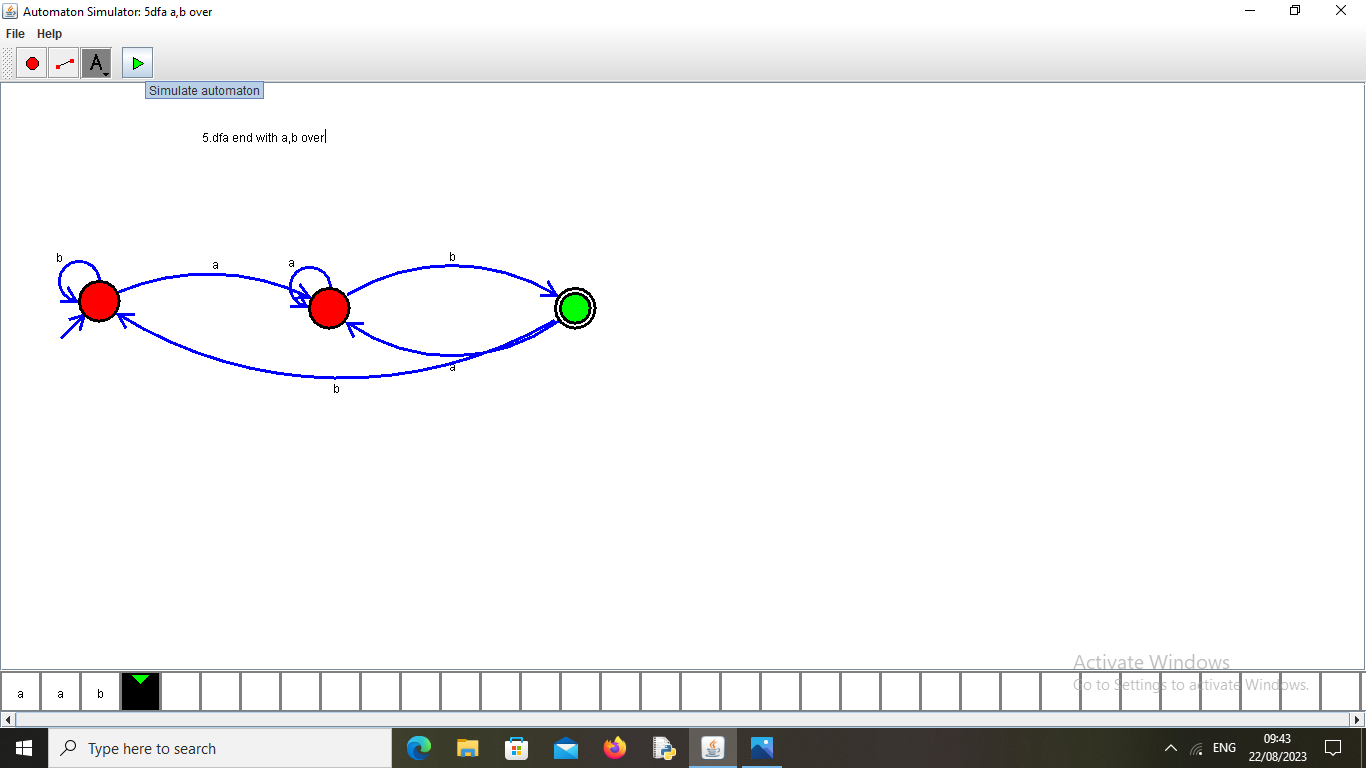 Automaton Simulator: 5dfa a,b over
File Help
A
Simulate automaton
5.dfa end with a,b over
b
a
a
b
a
b
Activate Windows
Go to Settings to activate Windows.
a a b
Type here to search
ENG
09:43
22/08/2023